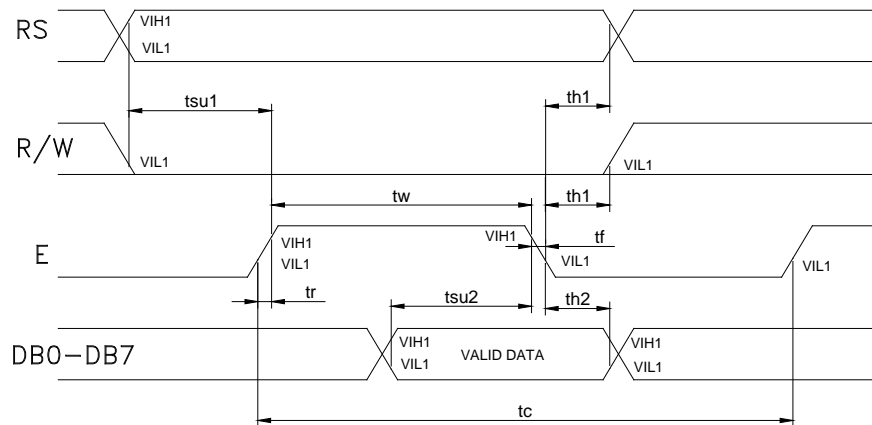 RS
VIH1
VIL1
tsu1
th1
R/W
VIL1
VIL1
tw
th1
E
VIH1
VIL1
VIH1
tf
VIL1
VIL1
tr
tsu2
th2
DB0-DB7
VIH1
VIL1
VALID DATA
VIH1
VIL1
tc